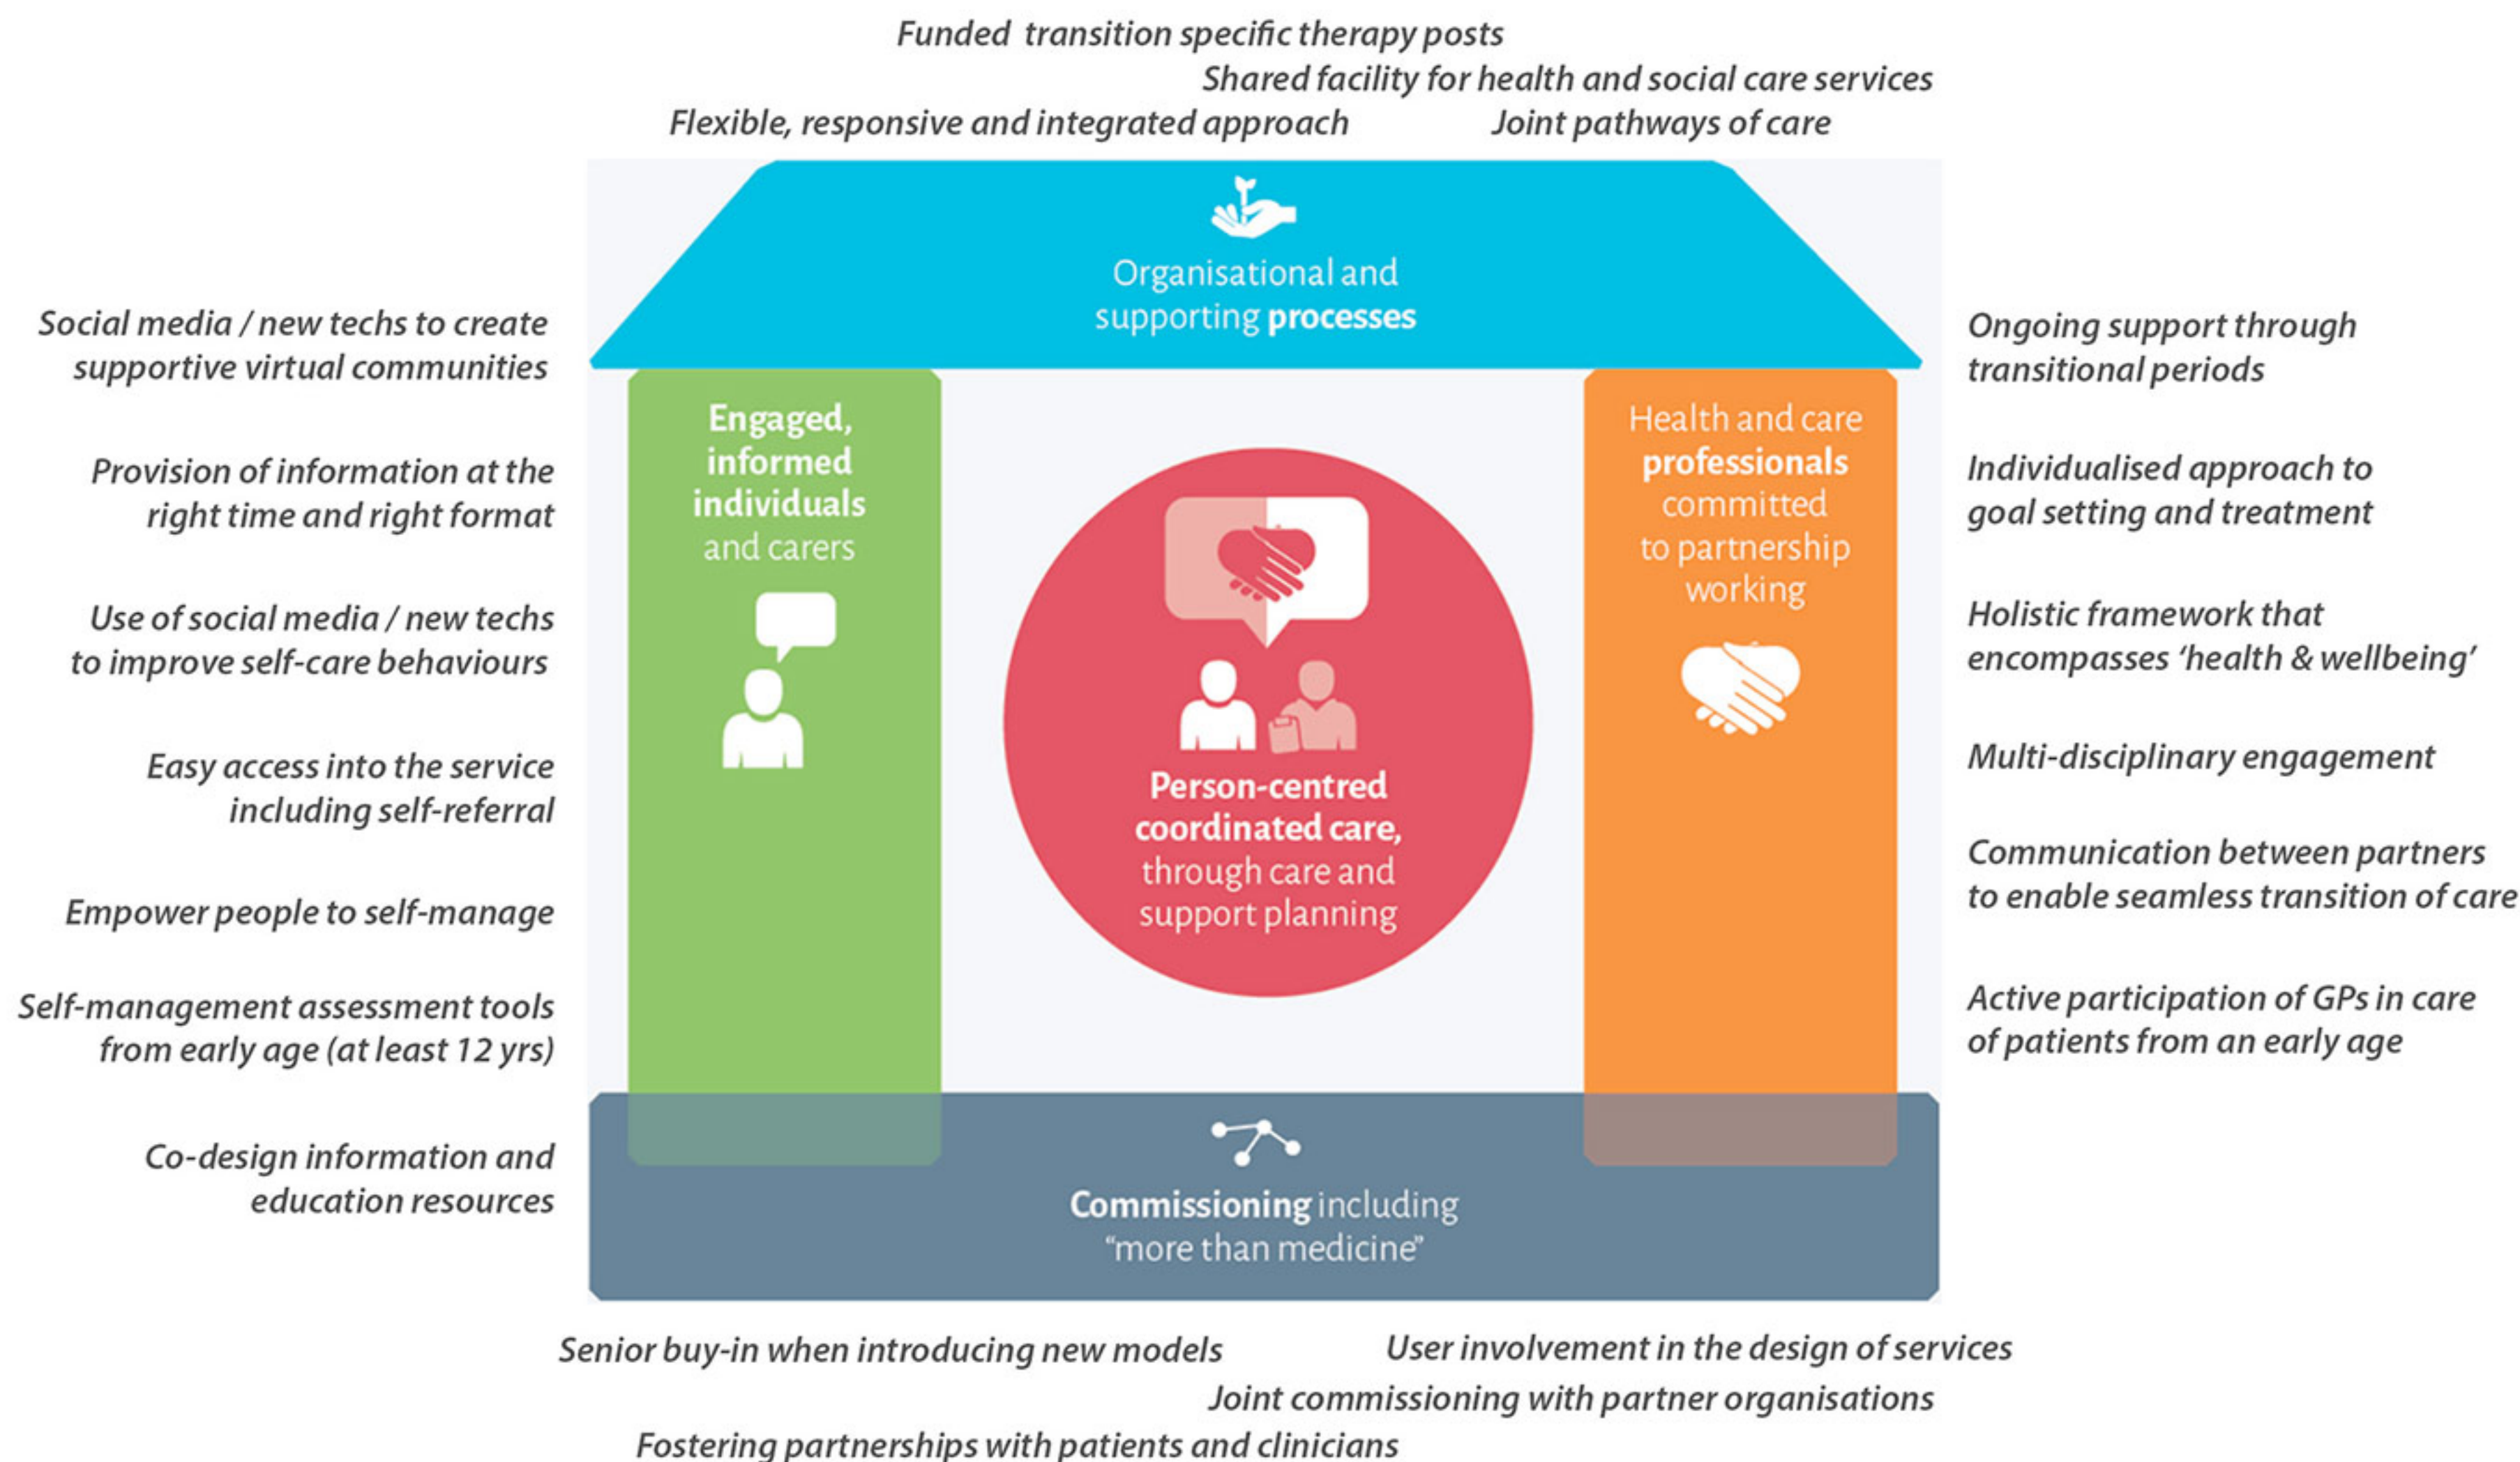 Funded transition specific therapy posts
Shared facility for health and social care services
Flexible, responsive and integrated approach
Joint pathways of care
Organisational and
supporting processes
Social media / new techs to create
supportive virtual communities
Provision of information at the
right time and right format
Use of social media / new techs
to improve self-care behaviours
Easy access into the service
including self-referral
Empower people to self-manage
Self-management assessment tools
from early age (at least 12 yrs)
Co-design information and
education resources
Engaged,
informed
individuals
and carers
Person-centred
coordinated care,
through care and
support planning
Health and care
professionals
committed
to partnership
working
Ongoing support through
transitional periods
Individualised approach to
goal setting and treatment
Holistic framework that
encompasses ‘health & wellbeing’
Multi-disciplinary engagement
Communication between partners
to enable seamless transition of care
Active participation of GPs in care
of patients from an early age
Commissioning including
“more than medicine”
Senior buy-in when introducing new models
User involvement in the design of services
Joint commissioning with partner organisations
Fostering partnerships with patients and clinicians